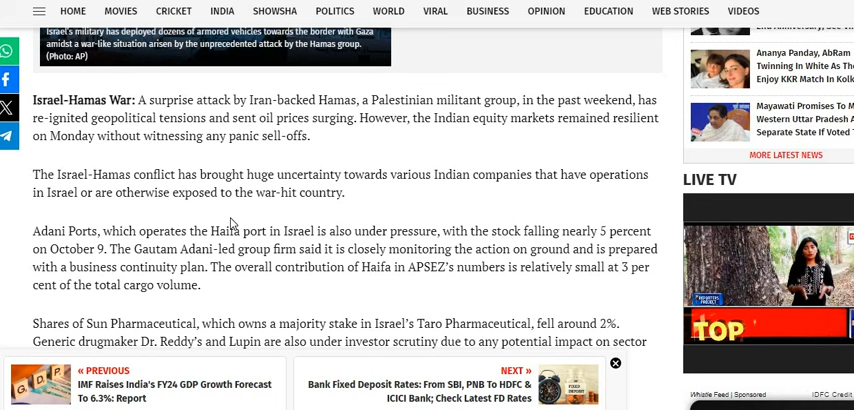 HOME MOVIES CRICKET INDIA SHOWSHA POLITICS WORLD VIRAL BUSINESS OPINION EDUCATION WEB STORIES VIDEOS
Israel's military has deployed dozens of armored vehicles towards the border with Gaza
amidst a war-like situation arisen by the unprecedented attack by the Hamas group.
(Photo: AP)
Israel-Hamas War: A surprise attack by Iran-backed Hamas, a Palestinian militant group, in the past weekend, has
re-ignited geopolitical tensions and sent oil prices surging. However, the Indian equity markets remained resilient
on Monday without witnessing any panic sell-offs.
The Israel-Hamas conflict has brought huge uncertainty towards various Indian companies that have operations
in Israel or are otherwise exposed to the war-hit country.
Adani Ports, which operates the Haifa port in Israel is also under pressure, with the stock falling nearly 5 percent
on October 9. The Gautam Adani-led group firm said it is closely monitoring the action on ground and is prepared
with a business continuity plan. The overall contribution of Haifa in APSEZ's numbers is relatively small at 3 per
cent of the total cargo volume.
Shares of Sun Pharmaceutical, which owns a majority stake in Israel's Taro Pharmaceutical, fell around 2%.
Generic drugmaker Dr. Reddy's and Lupin are also under investor scrutiny due to any potential impact on sector
« PREVIOUS
IMF Raises India's FY24 GDP Growth Forecast
To 6.3%: Report
NEXT »
Bank Fixed Deposit Rates: From SBI, PNB To HDFC &
ICICI Bank; Check Latest FD Rates
Ananya Panday, AbRam
Twinning In White As The
Enjoy KKR Match In Kolk
Mayawati Promises To M
Western Uttar Pradesh A
Separate State If Voted
MORE LATEST NEWS
LIVE TV
REPORTERS
PROJECT
TOP
Whistle Feed | Sponsored
IDFC Credit